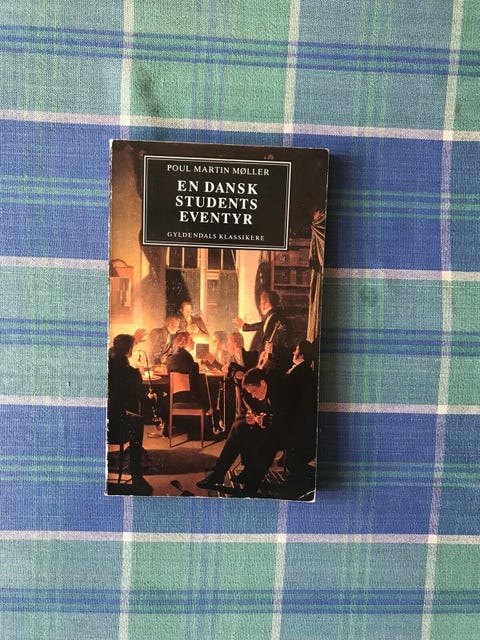 POUL MARTIN MØLLER
EN DANSK
STUDENTS
EVENTYR
GYLDENDALS KLASSIKERE